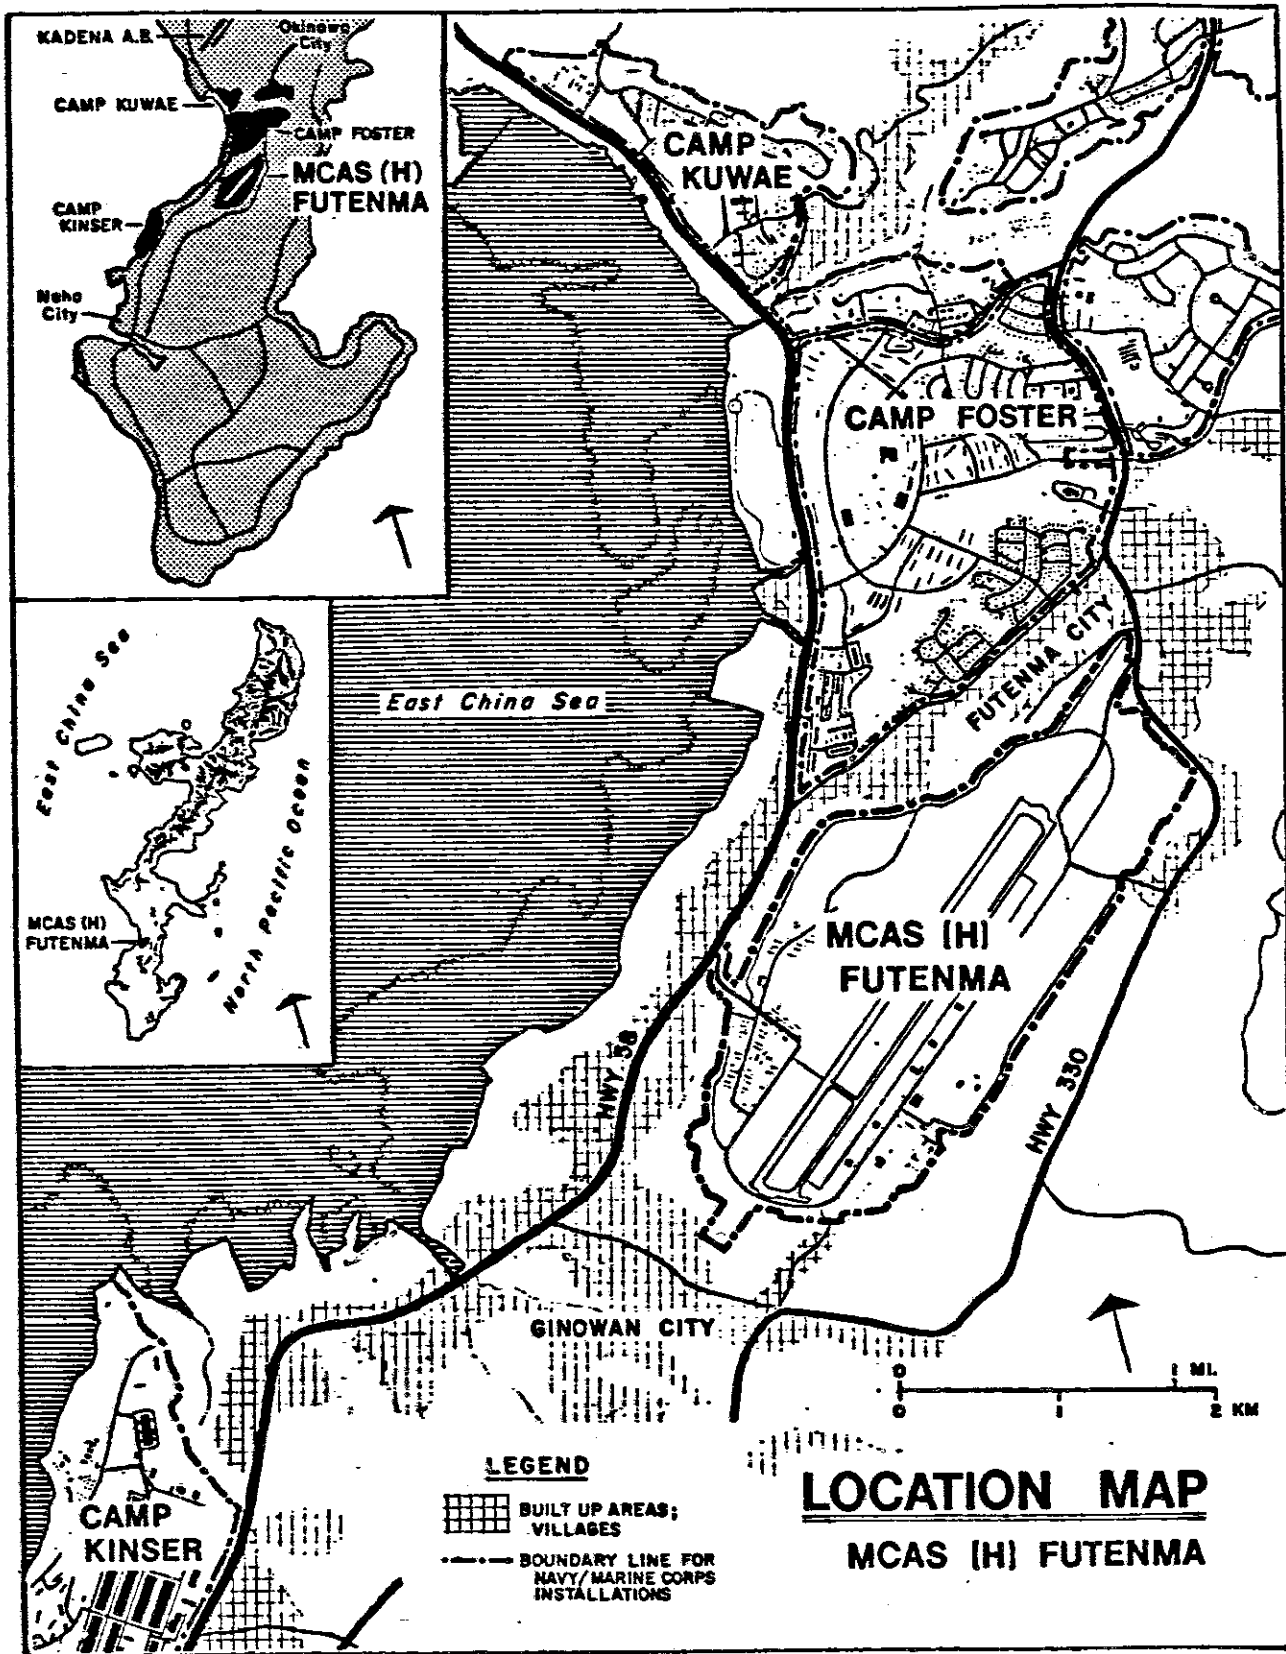 KADENA A.B.
Okinawa
City
CAMP KUWAE
CAMP FOSTER
MCAS (H)
FUTENMA
CAMP
KINSER
Naha
City
East China Sea
North Pacific Ocean
MCAS (H)
FUTENMA
CAMP
KUWAE
CAMP FOSTER
FUTENMA CITY
East China Sea
MCAS (H)
FUTENMA
HWY 58
HWY 330
GINOWAN CITY
CAMP
KINSER
0 1 MI.
0 1 2 KM
LEGEND
BUILT UP AREAS;
VILLAGES
BOUNDARY LINE FOR
NAVY/MARINE CORPS
INSTALLATIONS
LOCATION MAP
MCAS (H) FUTENMA